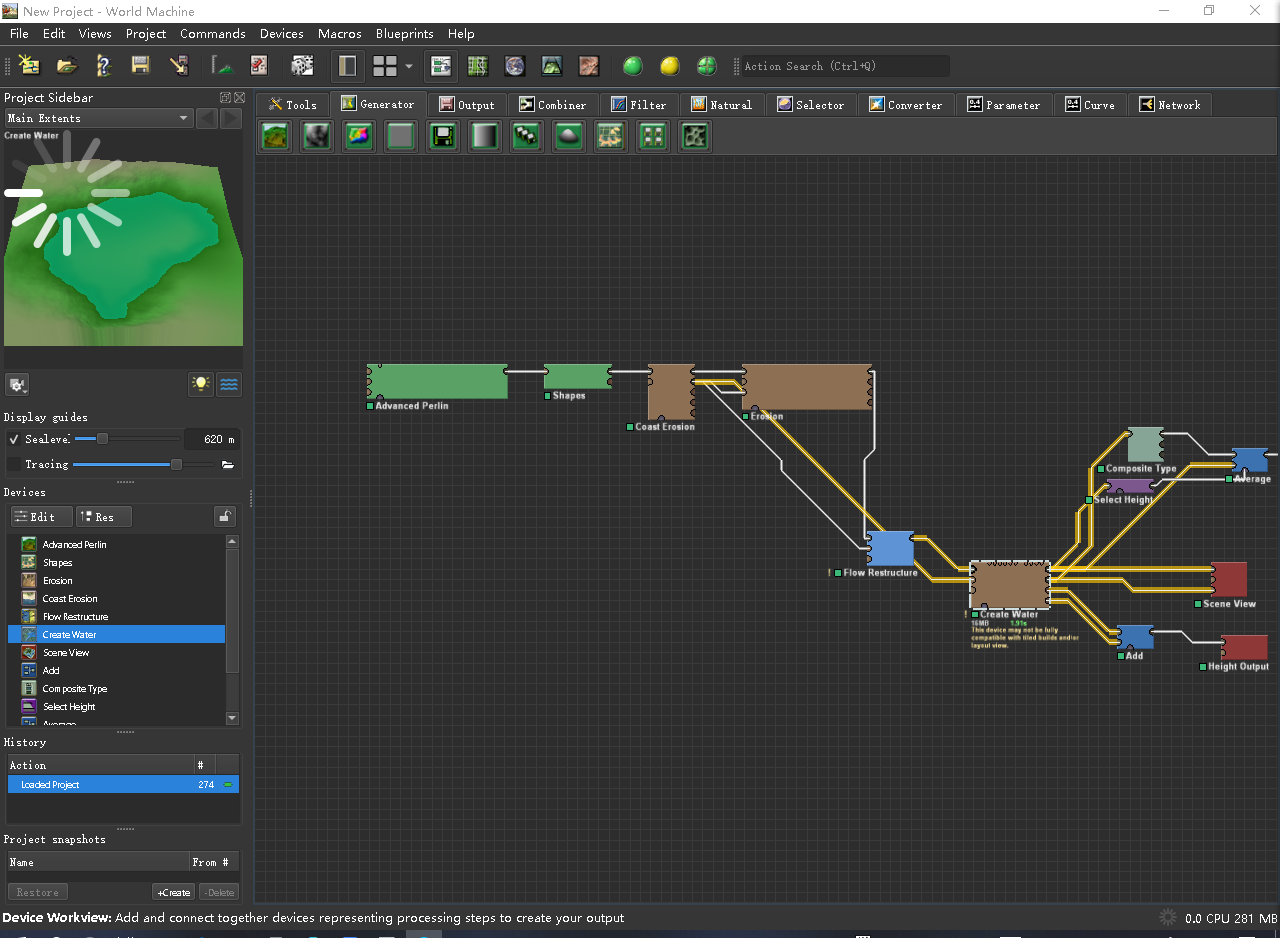 New Project - World Machine
File Edit Views Project Commands Devices Macros Blueprints Help
Action Search (Ctrl+Q)
Project Sidebar
Main Extents
Create Water
Tools Generator Output Combiner Filter Natural Selector Converter Parameter Curve Network
Display guides
Sealeve. 620 m
Tracing
Devices
Edit Res
Advanced Perlin
Shapes
Erosion
Coast Erosion
Flow Restructure
Create Water
Scene View
Add
Composite Type
Select Height
Average
History
Action #
Loaded Project 274
Project snapshots
Name From #
Restore +Create -Delete
Advanced Perlin
Shapes
Coast Erosion
Erosion
Composite Type
Select Height
Average
! Flow Restructure
! Create Water
16MB 1.91s
This device may not be fully
compatible with tiled builds and/or
layout view.
Scene View
Add
Height Output
Device Workview: Add and connect together devices representing processing steps to create your output
0.0 CPU 281 MB